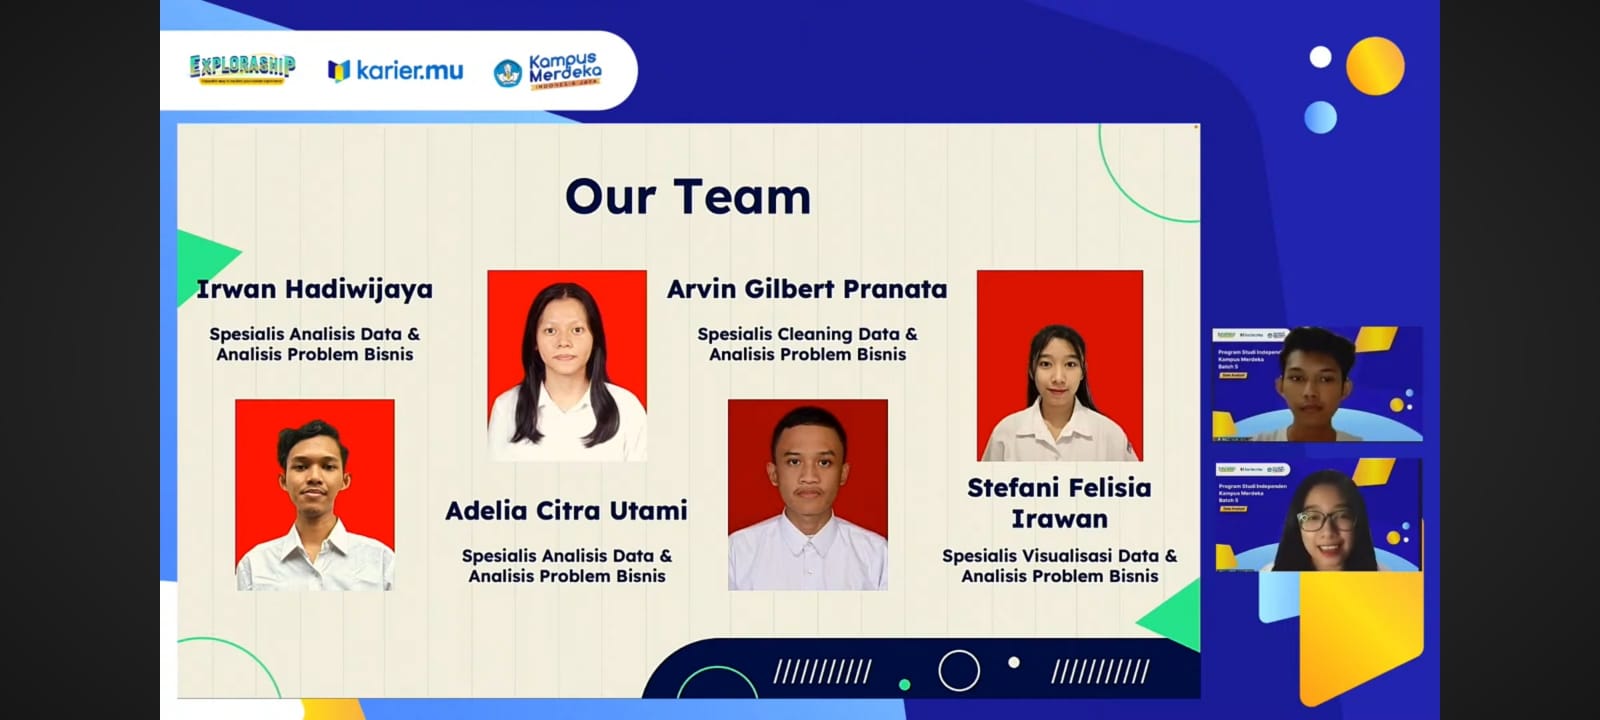 EXPLORASHIP
karier.mu
Kampus
Merdeka
INDONESIA JAYA
Our Team
Irwan Hadiwijaya
Spesialis Analisis Data &
Analisis Problem Bisnis
Adelia Citra Utami
Spesialis Analisis Data &
Analisis Problem Bisnis
Arvin Gilbert Pranata
Spesialis Cleaning Data &
Analisis Problem Bisnis
Stefani Felisia
Irawan
Spesialis Visualisasi Data &
Analisis Problem Bisnis
Program Studi Independen
Kampus Merdeka
Batch 5
Program Studi Independen
Kampus Merdeka
Batch 5